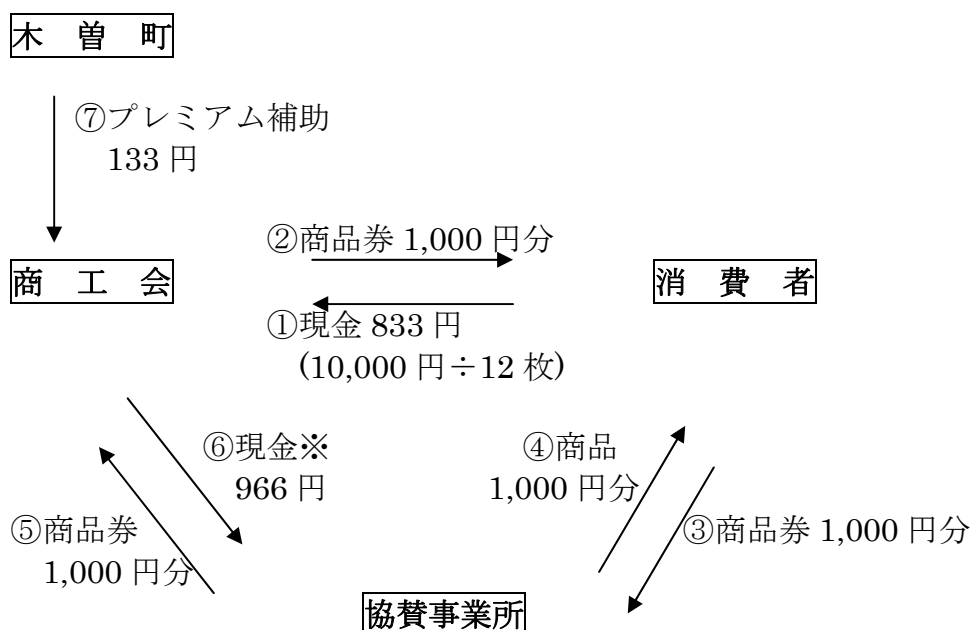 木 曽 町
⑦プレミアム補助
133 円
②商品券 1,000 円分
商 工 会
消 費 者
①現金 833 円
(10,000 円÷12 枚)
⑥現金※
966 円
④商品
1,000 円分
⑤商品券
1,000 円分
③商品券 1,000 円分
協賛事業所